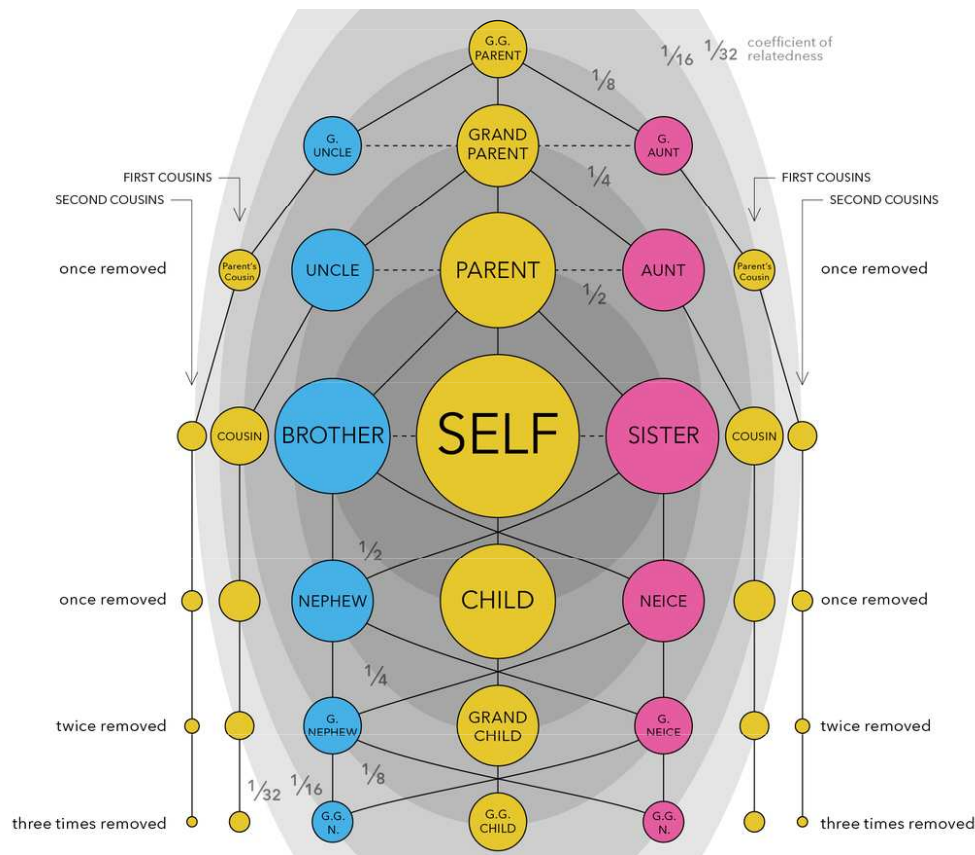 G.G.
PARENT
1/8
1/16
1/32
coefficient of
relatedness
G.
UNCLE
GRAND
PARENT
G.
AUNT
1/4
FIRST COUSINS
SECOND COUSINS
FIRST COUSINS
SECOND COUSINS
once removed
Parent's
Cousin
UNCLE
PARENT
AUNT
Parent's
Cousin
once removed
1/2
COUSIN
BROTHER
SELF
SISTER
COUSIN
1/2
once removed
NEPHEW
CHILD
NEICE
once removed
1/4
twice removed
G.
NEPHEW
GRAND
CHILD
G.
NEICE
twice removed
1/32
1/16
1/8
three times removed
G.G.
N.
G.G.
CHILD
G.G.
N.
three times removed